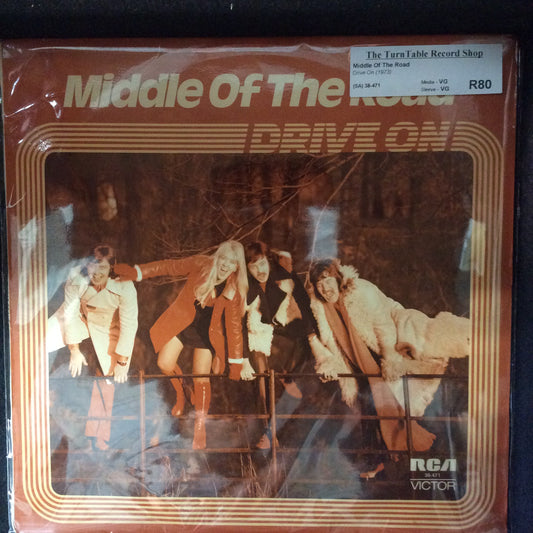 The TurnTable Record Shop
Middle Of The Road
Drive On (1973)
(SA) 38-471
Media - VG
Sleeve - VG
R80
Middle Of The Road
DRIVE ON
RCA
38-471
VICTOR